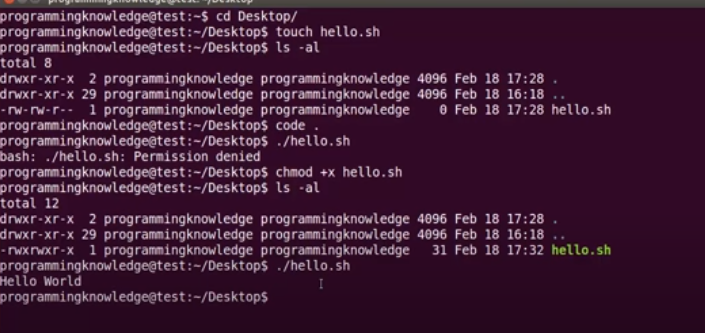 programmingknowledge@test:~$ cd Desktop/
programmingknowledge@test:~/Desktop$ touch hello.sh
programmingknowledge@test:~/Desktop$ ls -al
total 8
drwxr-xr-x  2 programmingknowledge programmingknowledge 4096 Feb 18 17:28 .
drwxr-xr-x 29 programmingknowledge programmingknowledge 4096 Feb 18 16:18 ..
-rw-rw-r--  1 programmingknowledge programmingknowledge    0 Feb 18 17:28 hello.sh
programmingknowledge@test:~/Desktop$ code .
programmingknowledge@test:~/Desktop$ ./hello.sh
bash: ./hello.sh: Permission denied
programmingknowledge@test:~/Desktop$ chmod +x hello.sh
programmingknowledge@test:~/Desktop$ ls -al
total 12
drwxr-xr-x  2 programmingknowledge programmingknowledge 4096 Feb 18 17:28 .
drwxr-xr-x 29 programmingknowledge programmingknowledge 4096 Feb 18 16:18 ..
-rwxrwxr-x  1 programmingknowledge programmingknowledge   31 Feb 18 17:32 hello.sh
programmingknowledge@test:~/Desktop$ ./hello.sh
Hello World
programmingknowledge@test:~/Desktop$